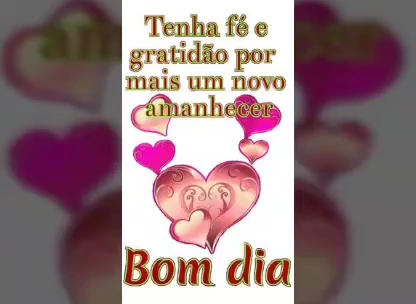 Tenha fé e
gratidão por
mais um novo
amanhecer
Bom dia